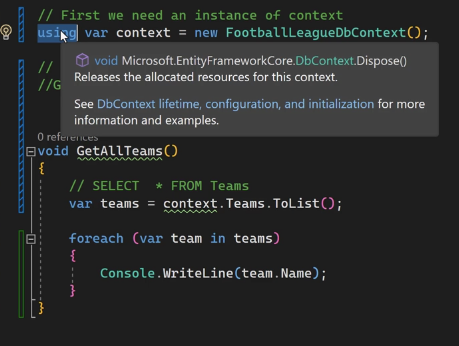 // First we need an instance of context
using var context = new FootballLeagueDbContext();
void Microsoft.EntityFrameworkCore.DbContext.Dispose()
Releases the allocated resources for this context.
See DbContext lifetime, configuration, and initialization for more
information and examples.
//
//G
0 references
void GetAllTeams()
{
// SELECT * FROM Teams
var teams = context.Teams.ToList();
foreach (var team in teams)
{
Console.WriteLine(team.Name);
}
}